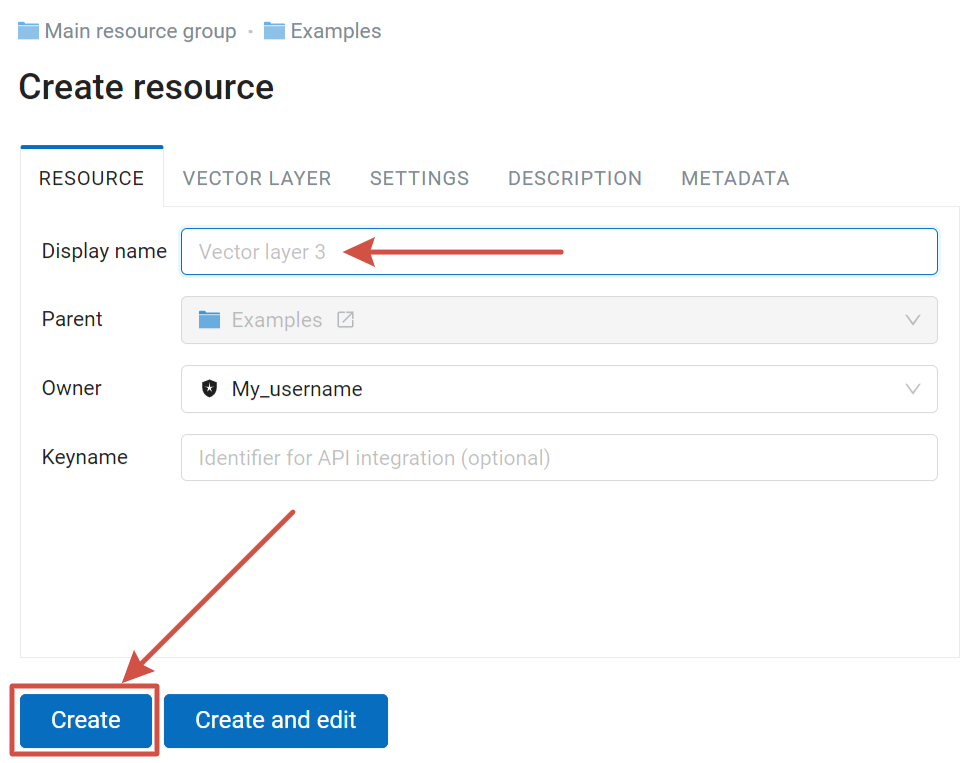 Main resource group · Examples
Create resource
RESOURCE VECTOR LAYER SETTINGS DESCRIPTION METADATA
Display name Vector layer 3
Parent Examples
Owner My_username
Keyname Identifier for API integration (optional)
Create Create and edit